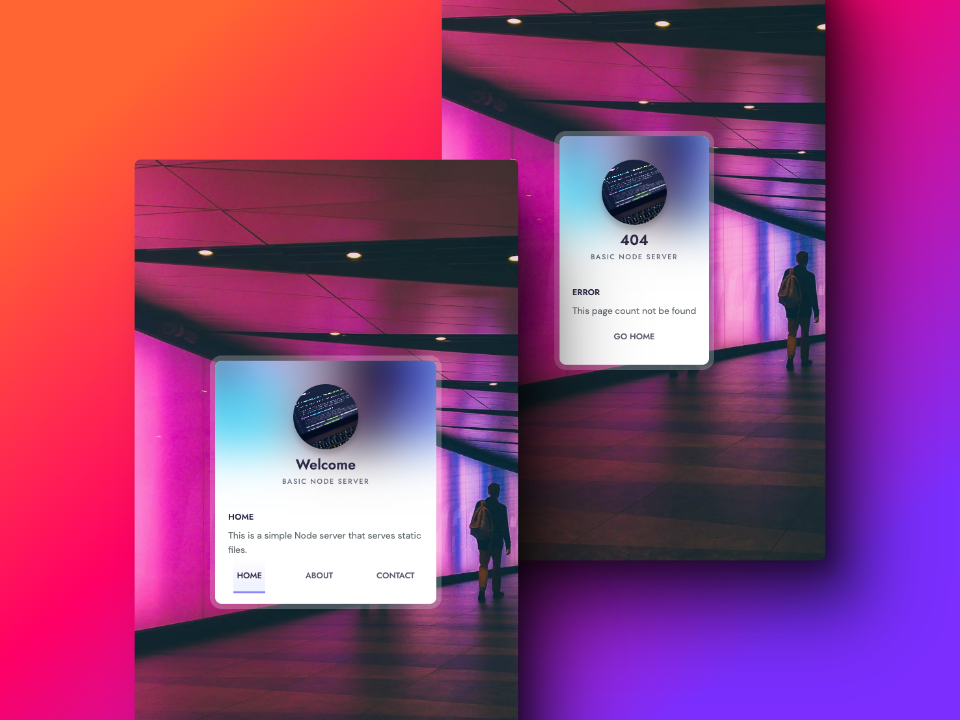 404
BASIC NODE SERVER
ERROR
This page count not be found
GO HOME
Welcome
BASIC NODE SERVER
HOME
This is a simple Node server that serves static
files.
HOME ABOUT CONTACT